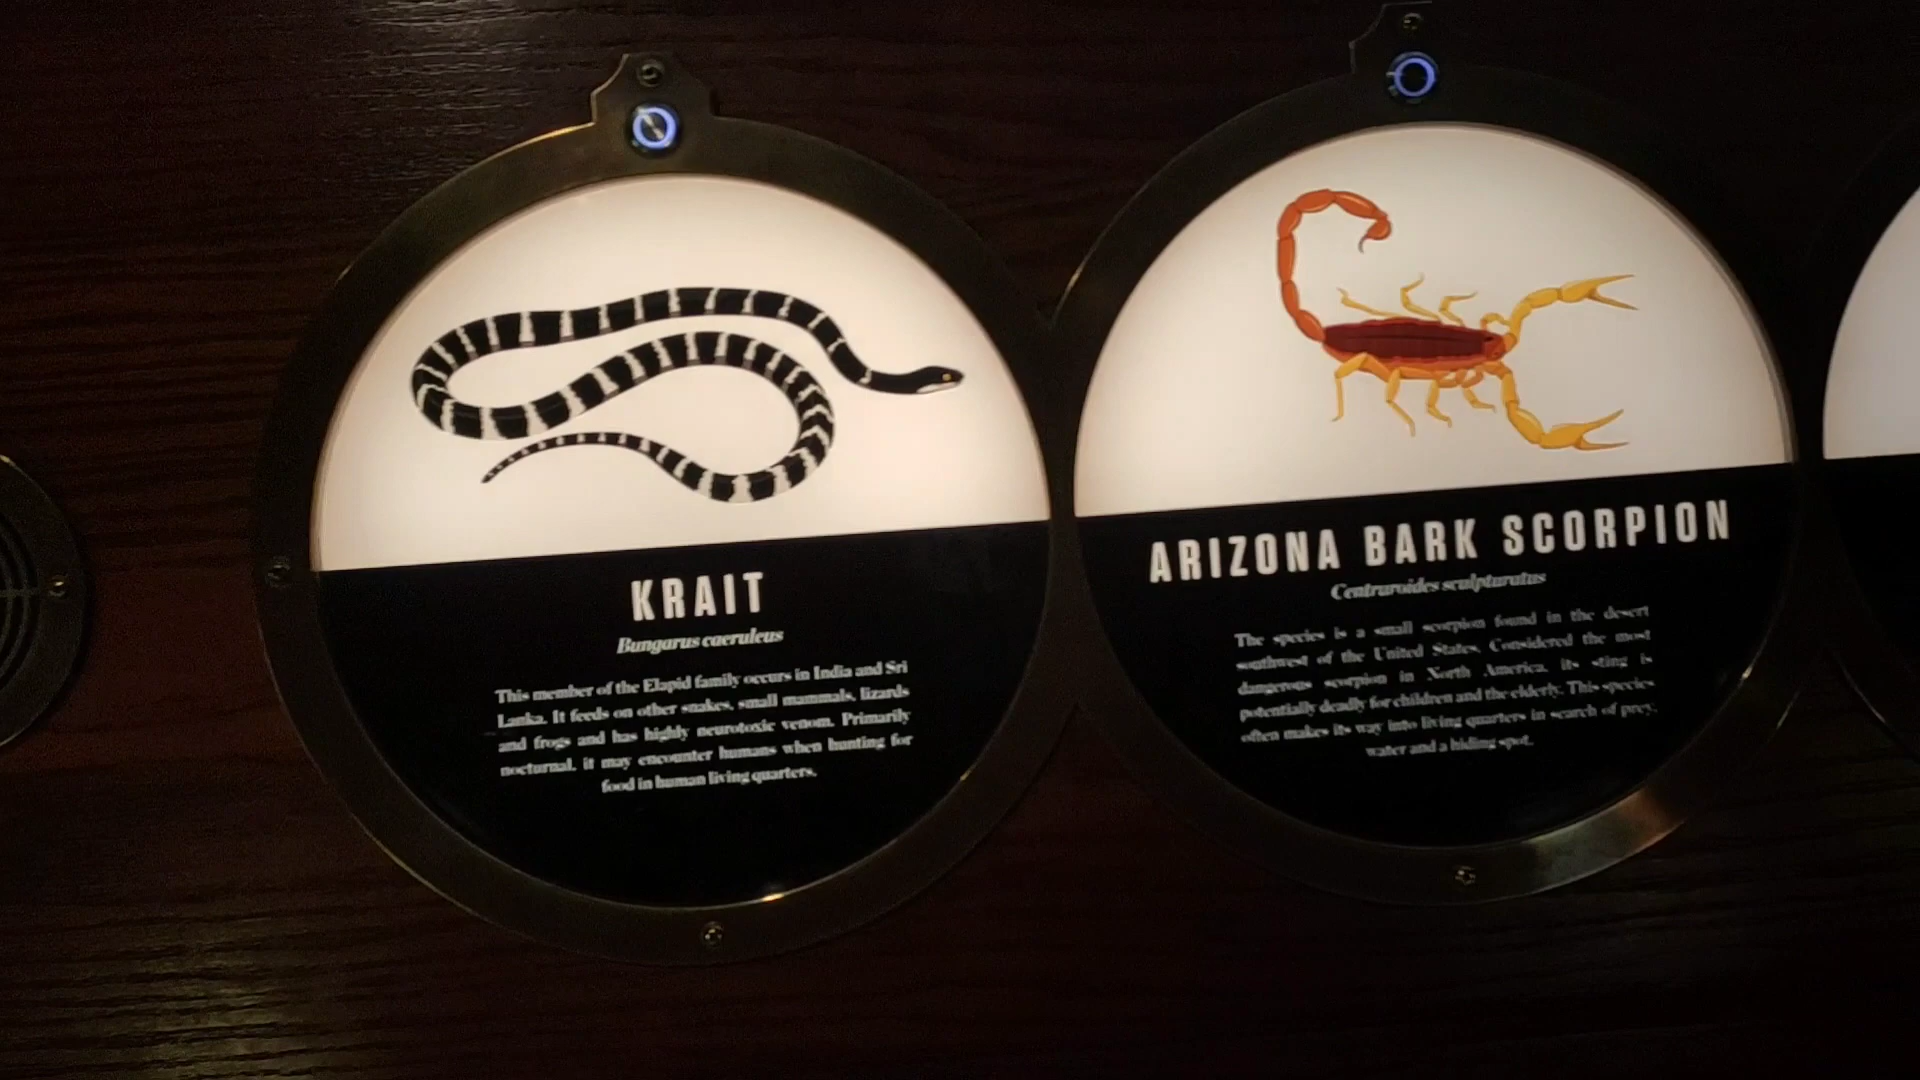 KRAIT
Bungarus caeruleus
This member of the Elapid family occurs in India and Sri
Lanka. It feeds on other snakes, small mammals, lizards
and frogs and has highly neurotoxic venom. Primarily
nocturnal, it may encounter humans when hunting for
food in human living quarters.
ARIZONA BARK SCORPION
Centruroides sculpturatus
The species is a small scorpion found in the desert
southwest of the United States. Considered the most
dangerous scorpion in North America, its sting is
potentially deadly for children and the elderly. This species
often makes its way into living quarters in search of prey,
water and a hiding spot.